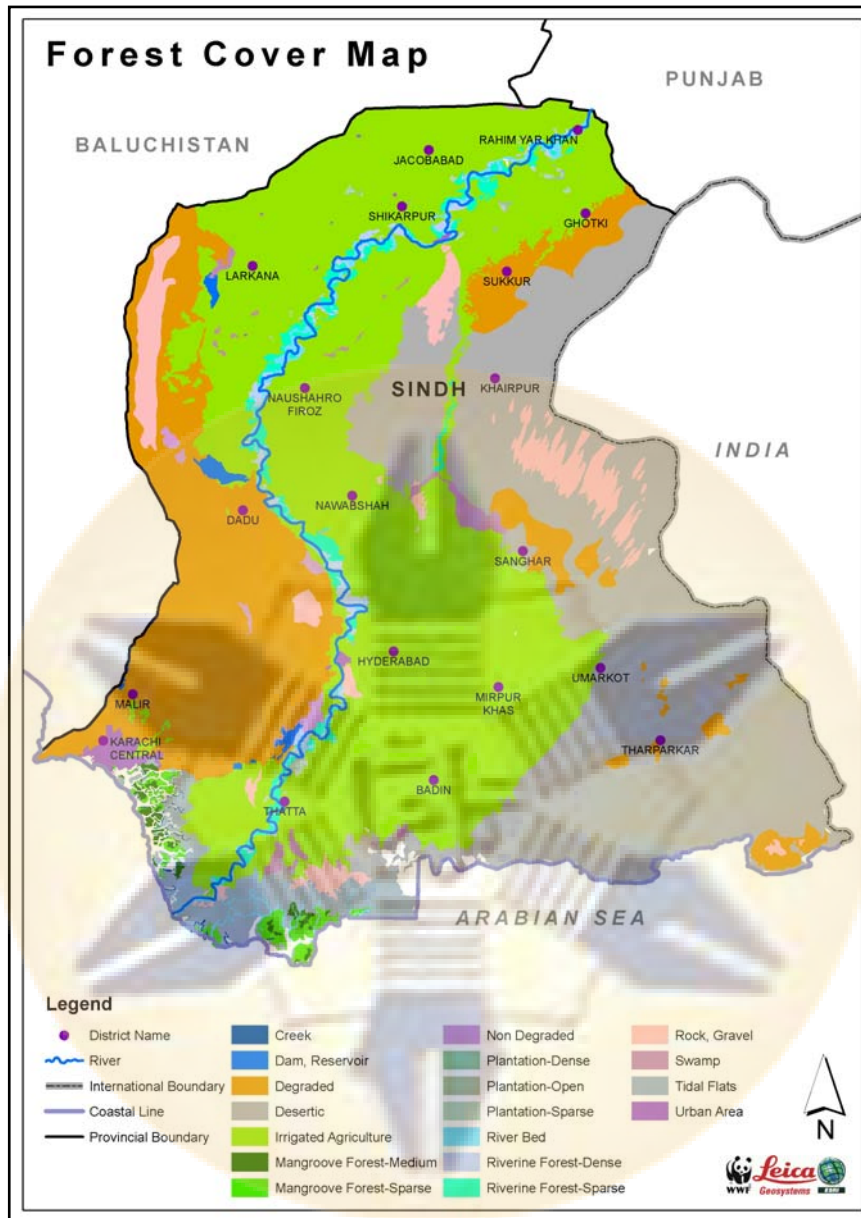 Forest Cover Map
PUNJAB
BALUCHISTAN
RAHIM YAR KHAN
JACOBABAD
SHIKARPUR
GHOTKI
LARKANA
SUKKUR
SINDH
KHAIRPUR
NAUSHAHRO
FIROZ
INDIA
NAWABSHAH
DADU
SANGHAR
HYDERABAD
UMARKOT
MIRPUR
KHAS
MALIR
KARACHI
CENTRAL
THARPARKAR
BADIN
THATTA
ARABIAN SEA
Legend
District Name
River
International Boundary
Coastal Line
Provincial Boundary
Creek
Dam, Reservoir
Degraded
Desertic
Irrigated Agriculture
Mangroove Forest-Medium
Mangroove Forest-Sparse
Non Degraded
Plantation-Dense
Plantation-Open
Plantation-Sparse
River Bed
Riverine Forest-Dense
Riverine Forest-Sparse
Rock, Gravel
Swamp
Tidal Flats
Urban Area
N
WWF
Leica
Geosystems
ESRI